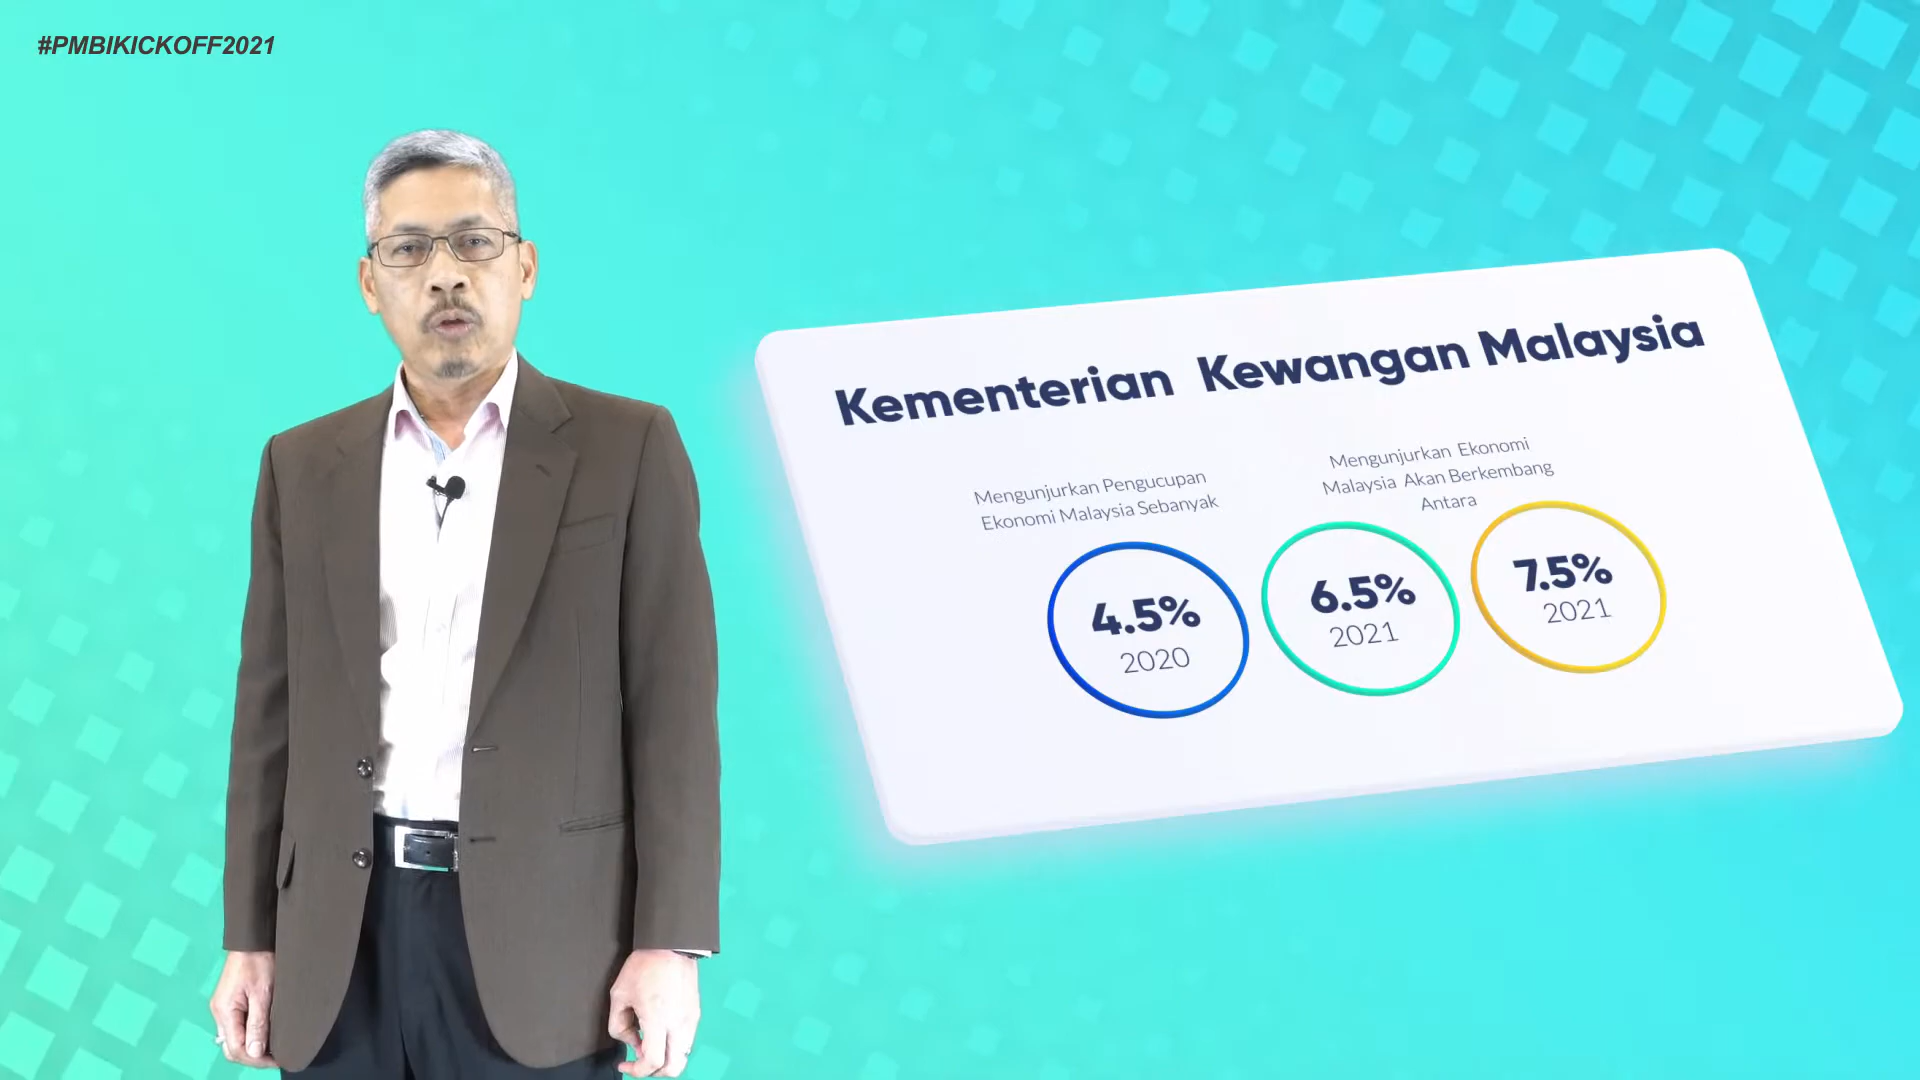 #PMBIKICKOFF2021
Kementerian Kewangan Malaysia
Mengunjurkan Pengucupan
Ekonomi Malaysia Sebanyak
4.5%
2020
Mengunjurkan Ekonomi
Malaysia Akan Berkembang
Antara
6.5%
2021
7.5%
2021